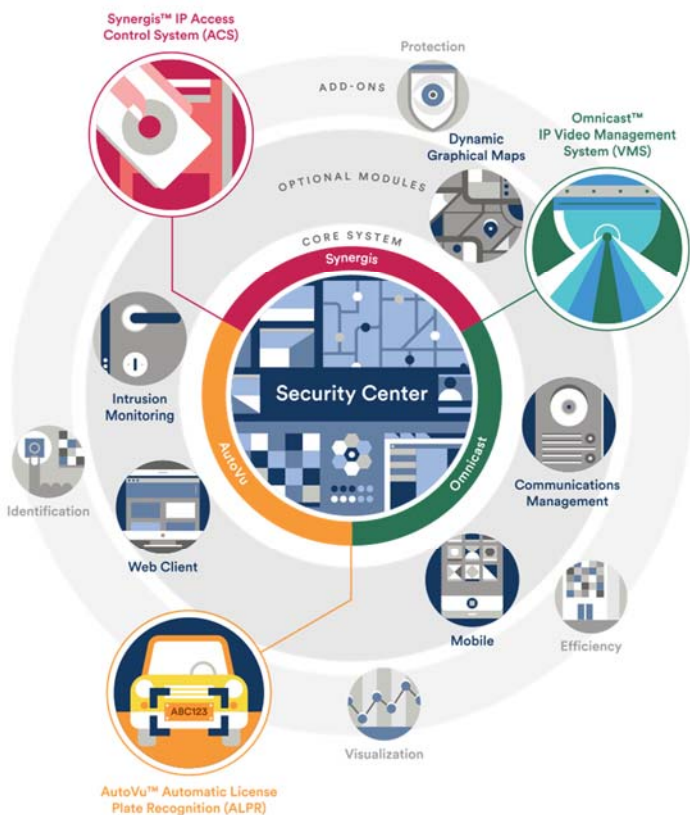 Synergis™ IP Access
Control System (ACS)
Protection
ADD-ONS
Omnicast™
IP Video Management
System (VMS)
Dynamic
Graphical Maps
OPTIONAL MODULES
CORE SYSTEM
Synergis
Security Center
Intrusion
Monitoring
AutoVu
Omnicast
Communications
Management
Identification
Web Client
Mobile
Efficiency
ABC123
Visualization
AutoVu™ Automatic License
Plate Recognition (ALPR)